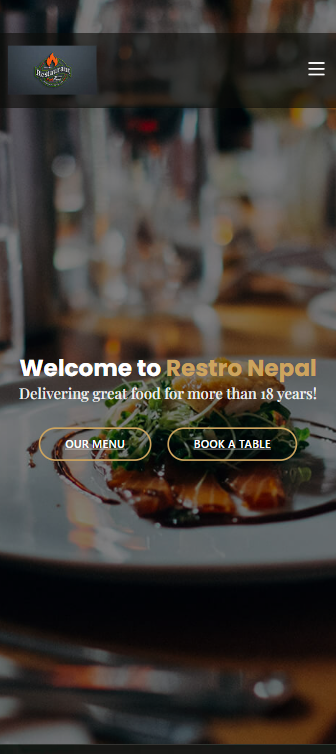 Restaurant
Welcome to Restro Nepal
Delivering great food for more than 18 years!
OUR MENU
BOOK A TABLE